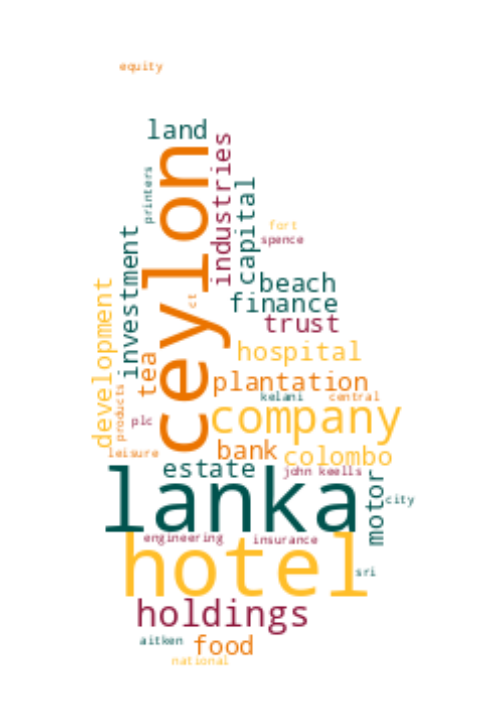 equity
land
printers
ceylon
industries
capital
fort
spence
investment
beach
development
ct
finance
trust
tea
hospital
plantation
products
kelani
central
plc
company
leisure
bank
colombo
estate
john keells
lanka
motor
city
engineering
insurance
hotel
sri
holdings
aitken
food
national